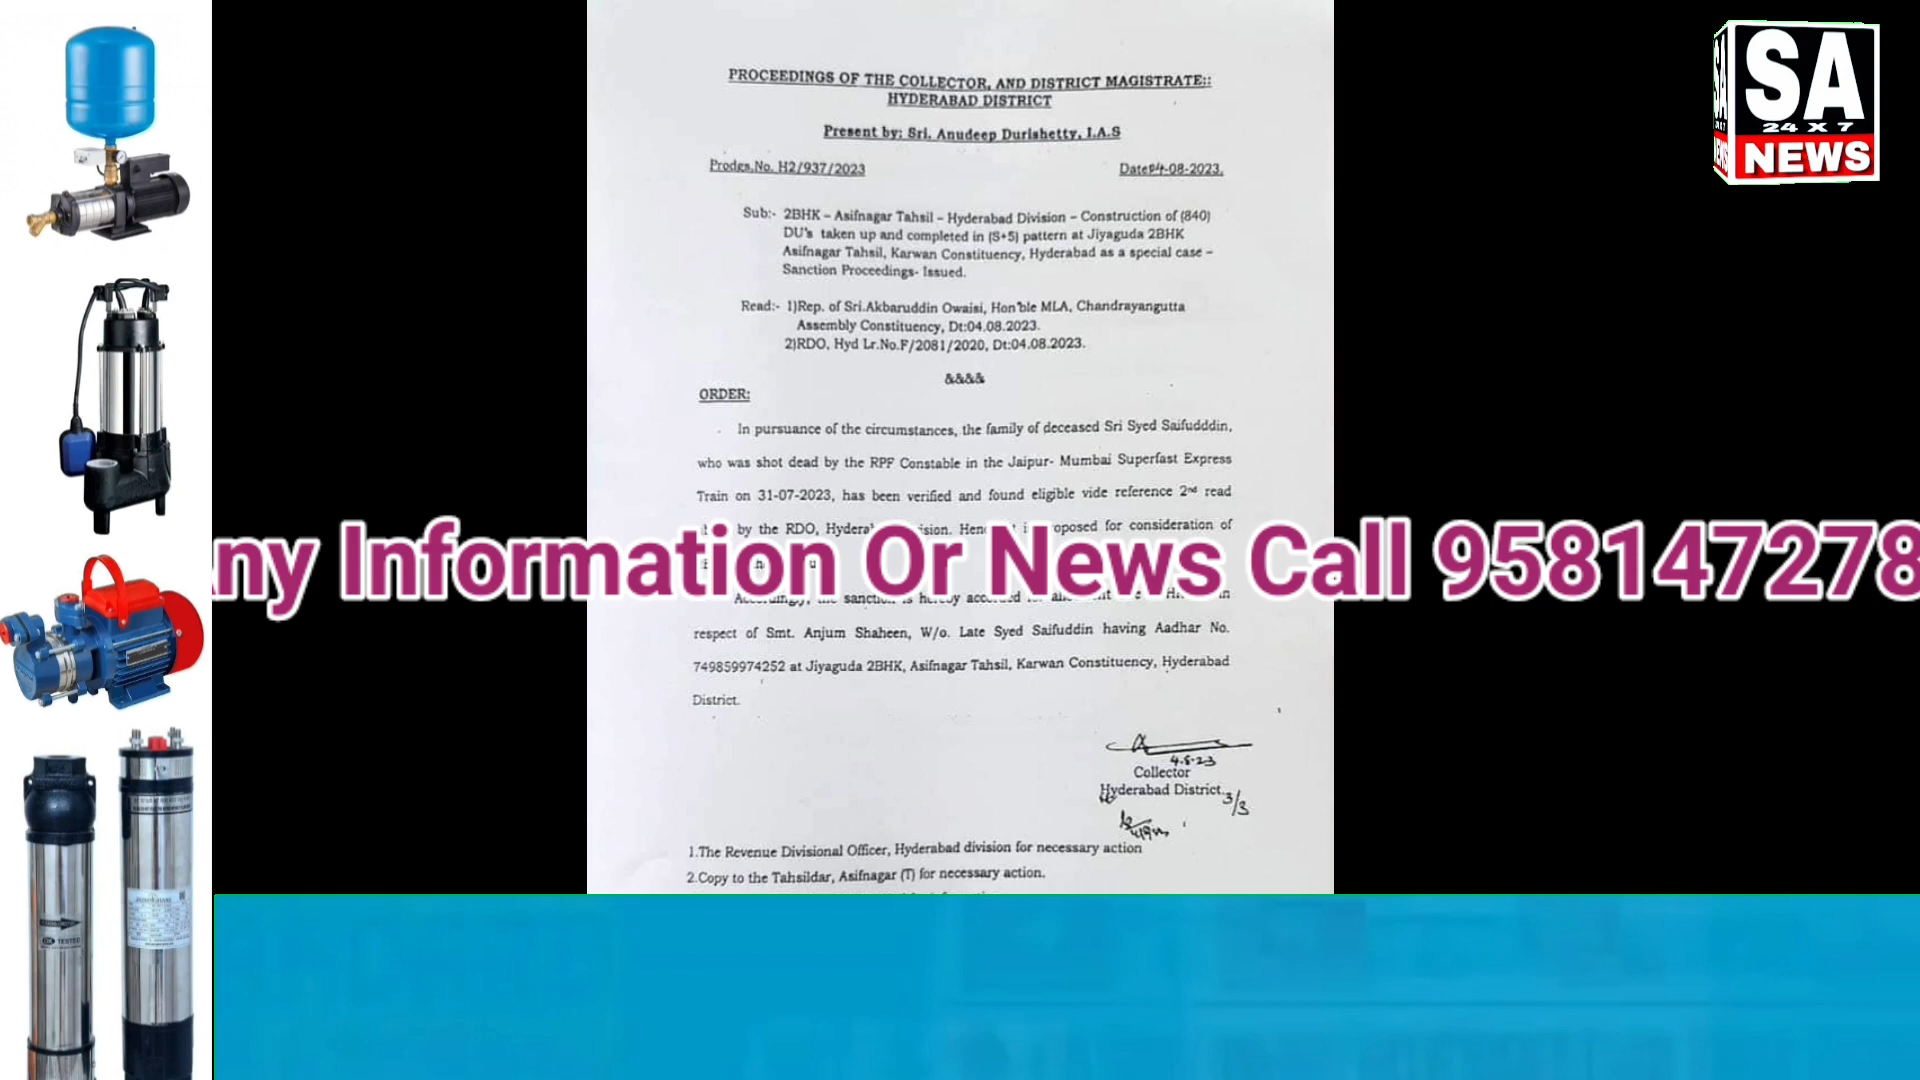 PROCEEDINGS OF THE COLLECTOR, AND DISTRICT MAGISTRATE::
HYDERABAD DISTRICT
Present by: Sri. Anudeep Durishetty, I.A.S
Prodgs.No. H2/937/2023
Date:04-08-2023.
Sub:- 2BHK – Asifnagar Tahsil – Hyderabad Division – Construction of (840)
DU's taken up and completed in (S+5) pattern at Jiyaguda 2BHK
Asifnagar Tahsil, Karwan Constituency, Hyderabad as a special case –
Sanction Proceedings- Issued.
Read:- 1)Rep. of Sri.Akbaruddin Owaisi, Hon'ble MLA, Chandrayangutta
Assembly Constituency, Dt:04.08.2023.
2)RDO, Hyd Lr.No.F/2081/2020, Dt:04.08.2023.
&&&&
ORDER:
In pursuance of the circumstances, the family of deceased Sri Syed Saifudddin,
who was shot dead by the RPF Constable in the Jaipur- Mumbai Superfast Express
Train on 31-07-2023, has been verified and found eligible vide reference 2nd read
by the RDO, for consideration of
ny Information Or News Call 958147278
respect of Smt. Anjum Shaheen, W/o. Late Syed Saifuddin having Aadhar No.
749859974252 at Jiyaguda 2BHK, Asifnagar Tahsil, Karwan Constituency, Hyderabad
District.
4.8.23
Collector
Hyderabad District.
3/3
1.The Revenue Divisional Officer, Hyderabad division for necessary action
2.Copy to the Tahsildar, Asifnagar (T) for necessary action.
SA
24 X 7
NEWS
OK TESTED